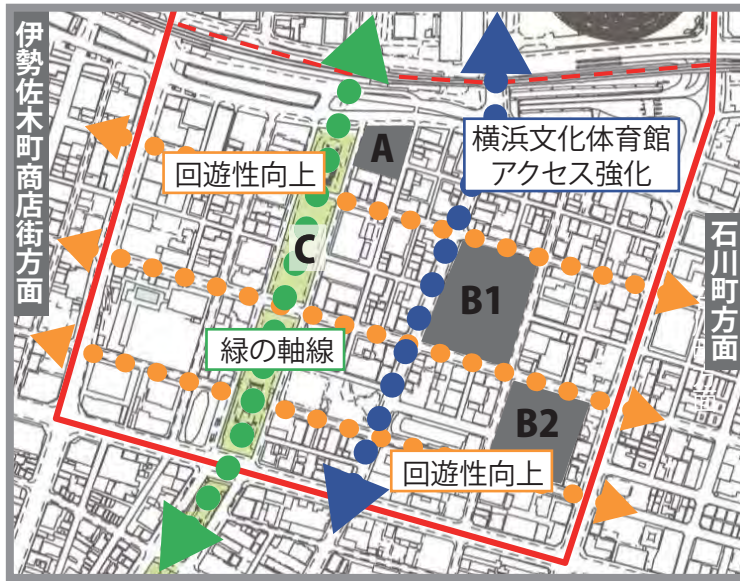 伊勢佐木町商店街方面
回遊性向上
A
横浜文化体育館
アクセス強化
C
B1
石川町方面
緑の軸線
B2
回遊性向上